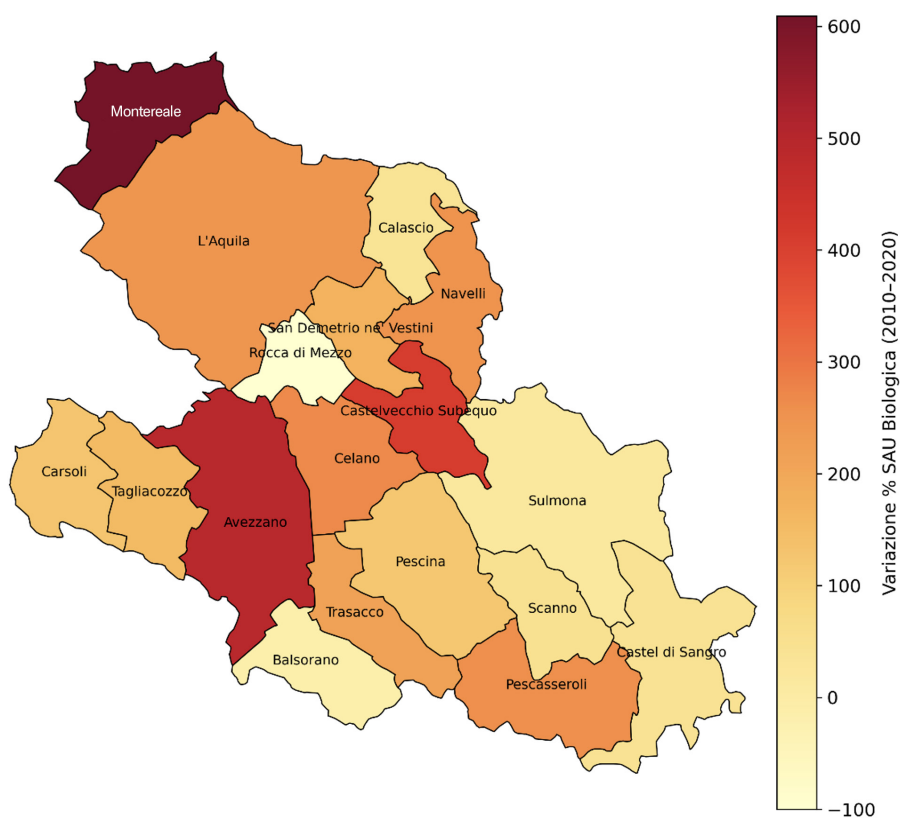 Montereale
L'Aquila
Calascio
Navelli
San Demetrio ne' Vestini
Rocca di Mezzo
Castelvecchio Subequo
Celano
Carsoli
Tagliacozzo
Avezzano
Sulmona
Pescina
Scanno
Trasacco
Castel di Sangro
Balsorano
Pescasseroli
600
500
400
300
200
100
0
−100
Variazione % SAU Biologica (2010–2020)